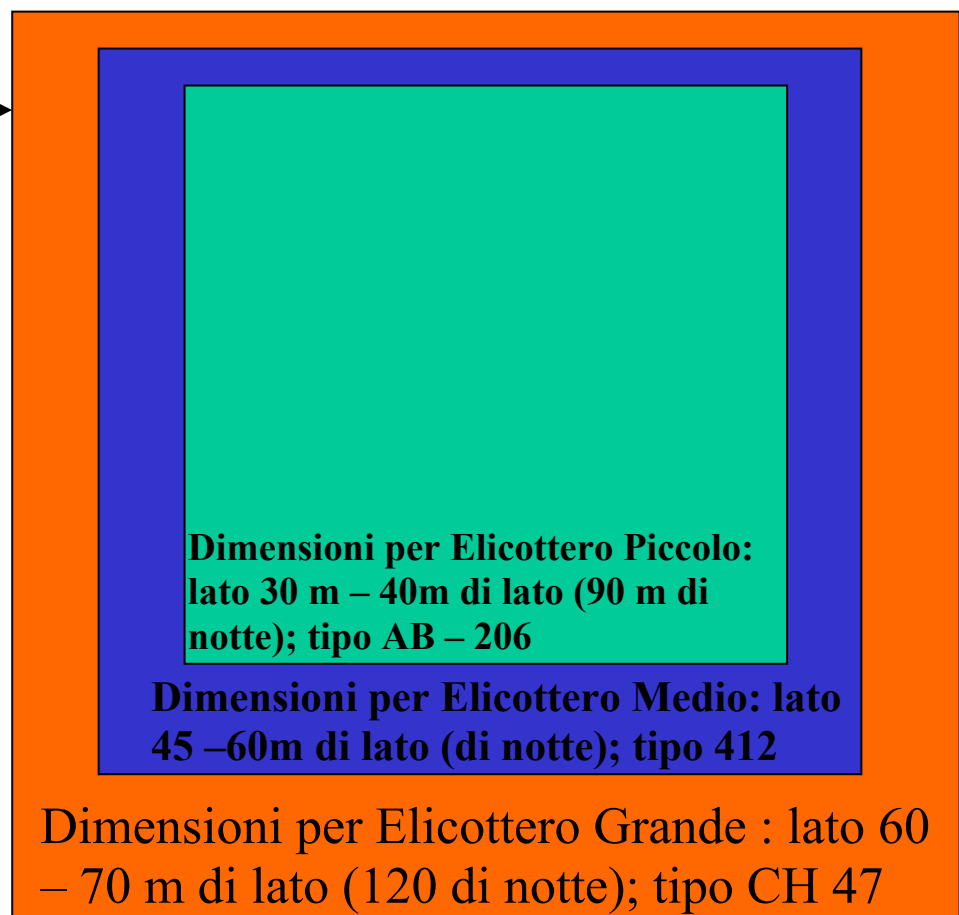 Dimensioni per Elicottero Piccolo:
lato 30 m – 40m di lato (90 m di
notte); tipo AB – 206
Dimensioni per Elicottero Medio: lato
45 –60m di lato (di notte); tipo 412
Dimensioni per Elicottero Grande : lato 60
– 70 m di lato (120 di notte); tipo CH 47